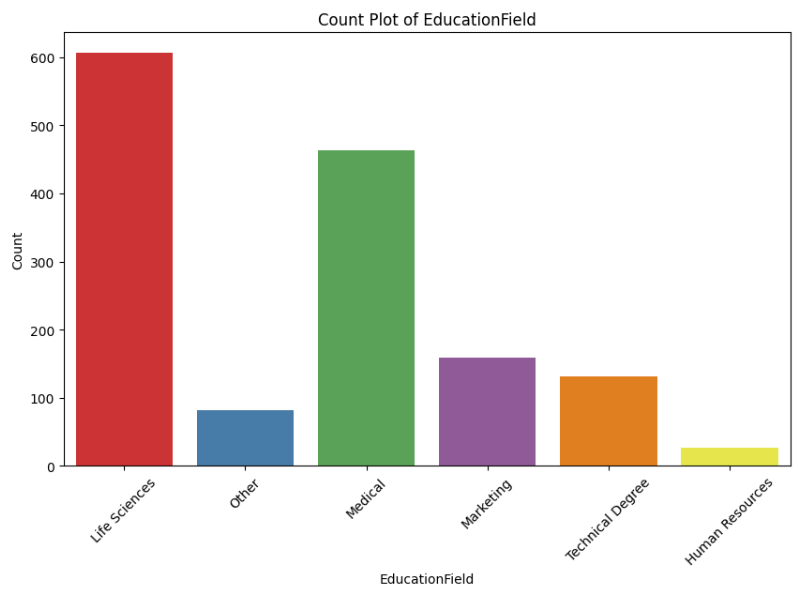 Count Plot of EducationField
Count
600
500
400
300
200
100
0
Life Sciences
Other
Medical
Marketing
Technical Degree
Human Resources
EducationField